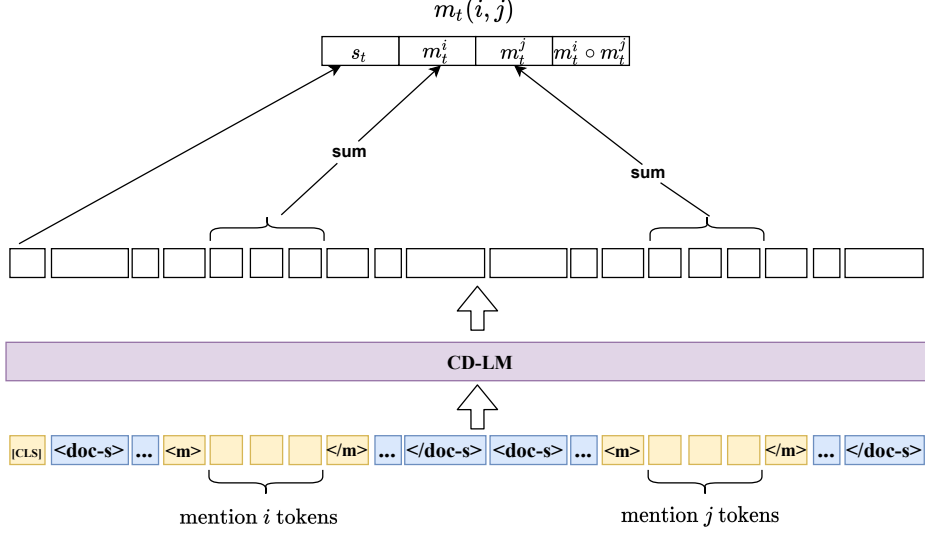 m_t(i, j)
s_t m_t^i m_t^j m_t^i ∘ m_t^j
sum
sum
CD-LM
[CLS] <doc-s> ... <m> </m> ... </doc-s> <doc-s> ... <m> </m> ... </doc-s>
mention i tokens
mention j tokens